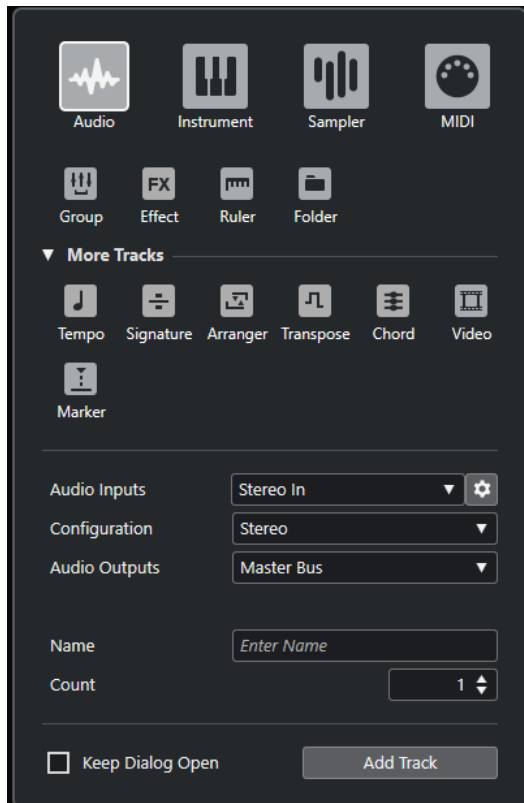 Audio Instrument Sampler MIDI
FX
Group Effect Ruler Folder
More Tracks
Tempo Signature Arranger Transpose Chord Video
Marker
Audio Inputs Stereo In
Configuration Stereo
Audio Outputs Master Bus
Name Enter Name
Count 1
Keep Dialog Open Add Track